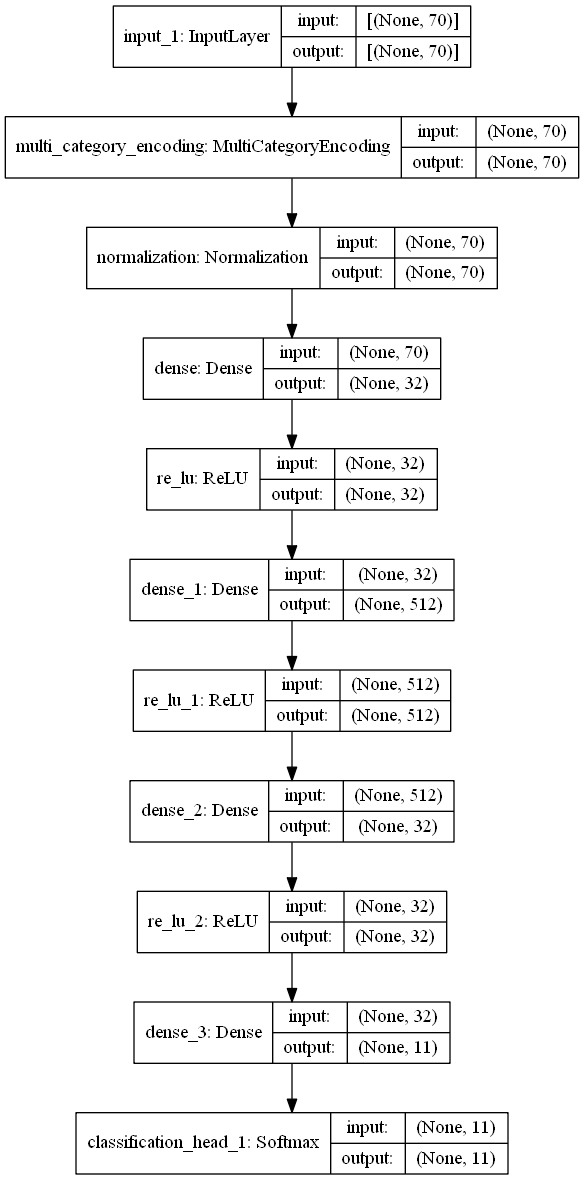 input_1: InputLayer
input: [(None, 70)]
output: [(None, 70)]
multi_category_encoding: MultiCategoryEncoding
input: (None, 70)
output: (None, 70)
normalization: Normalization
input: (None, 70)
output: (None, 70)
dense: Dense
input: (None, 70)
output: (None, 32)
re_lu: ReLU
input: (None, 32)
output: (None, 32)
dense_1: Dense
input: (None, 32)
output: (None, 512)
re_lu_1: ReLU
input: (None, 512)
output: (None, 512)
dense_2: Dense
input: (None, 512)
output: (None, 32)
re_lu_2: ReLU
input: (None, 32)
output: (None, 32)
dense_3: Dense
input: (None, 32)
output: (None, 11)
classification_head_1: Softmax
input: (None, 11)
output: (None, 11)